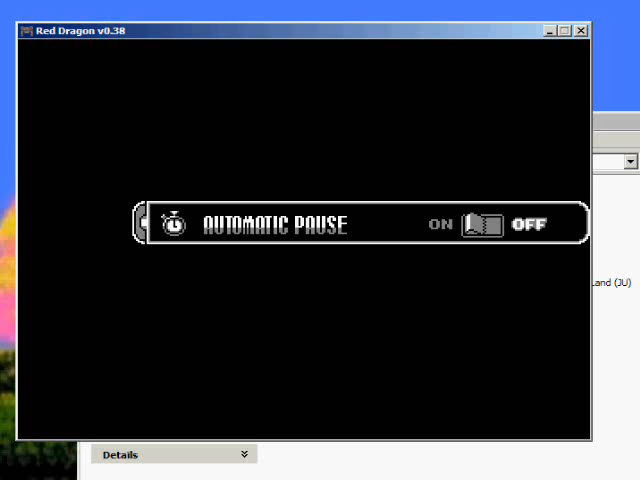 Red Dragon v0.38
AUTOMATIC PAUSE ON OFF
Land (JU)
Details